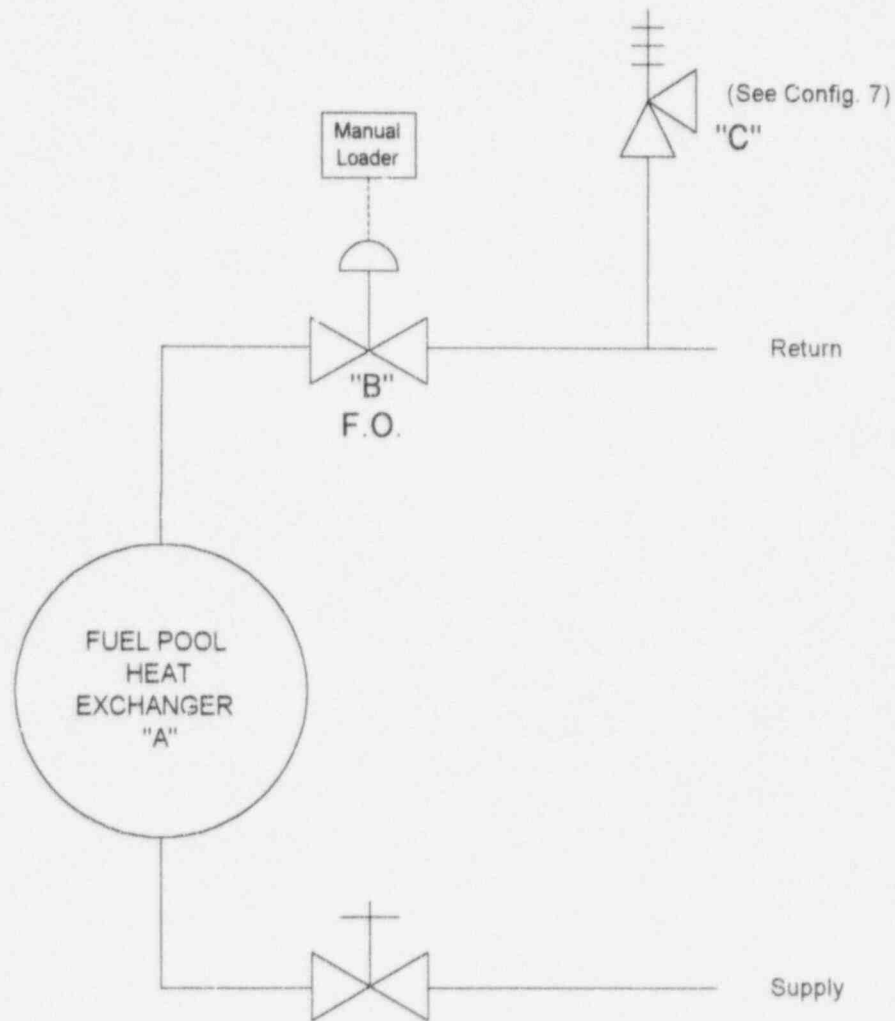 (See Config. 7)
"C"
Manual
Loader
Return
"B"
F.O.
FUEL POOL
HEAT
EXCHANGER
"A"
Supply